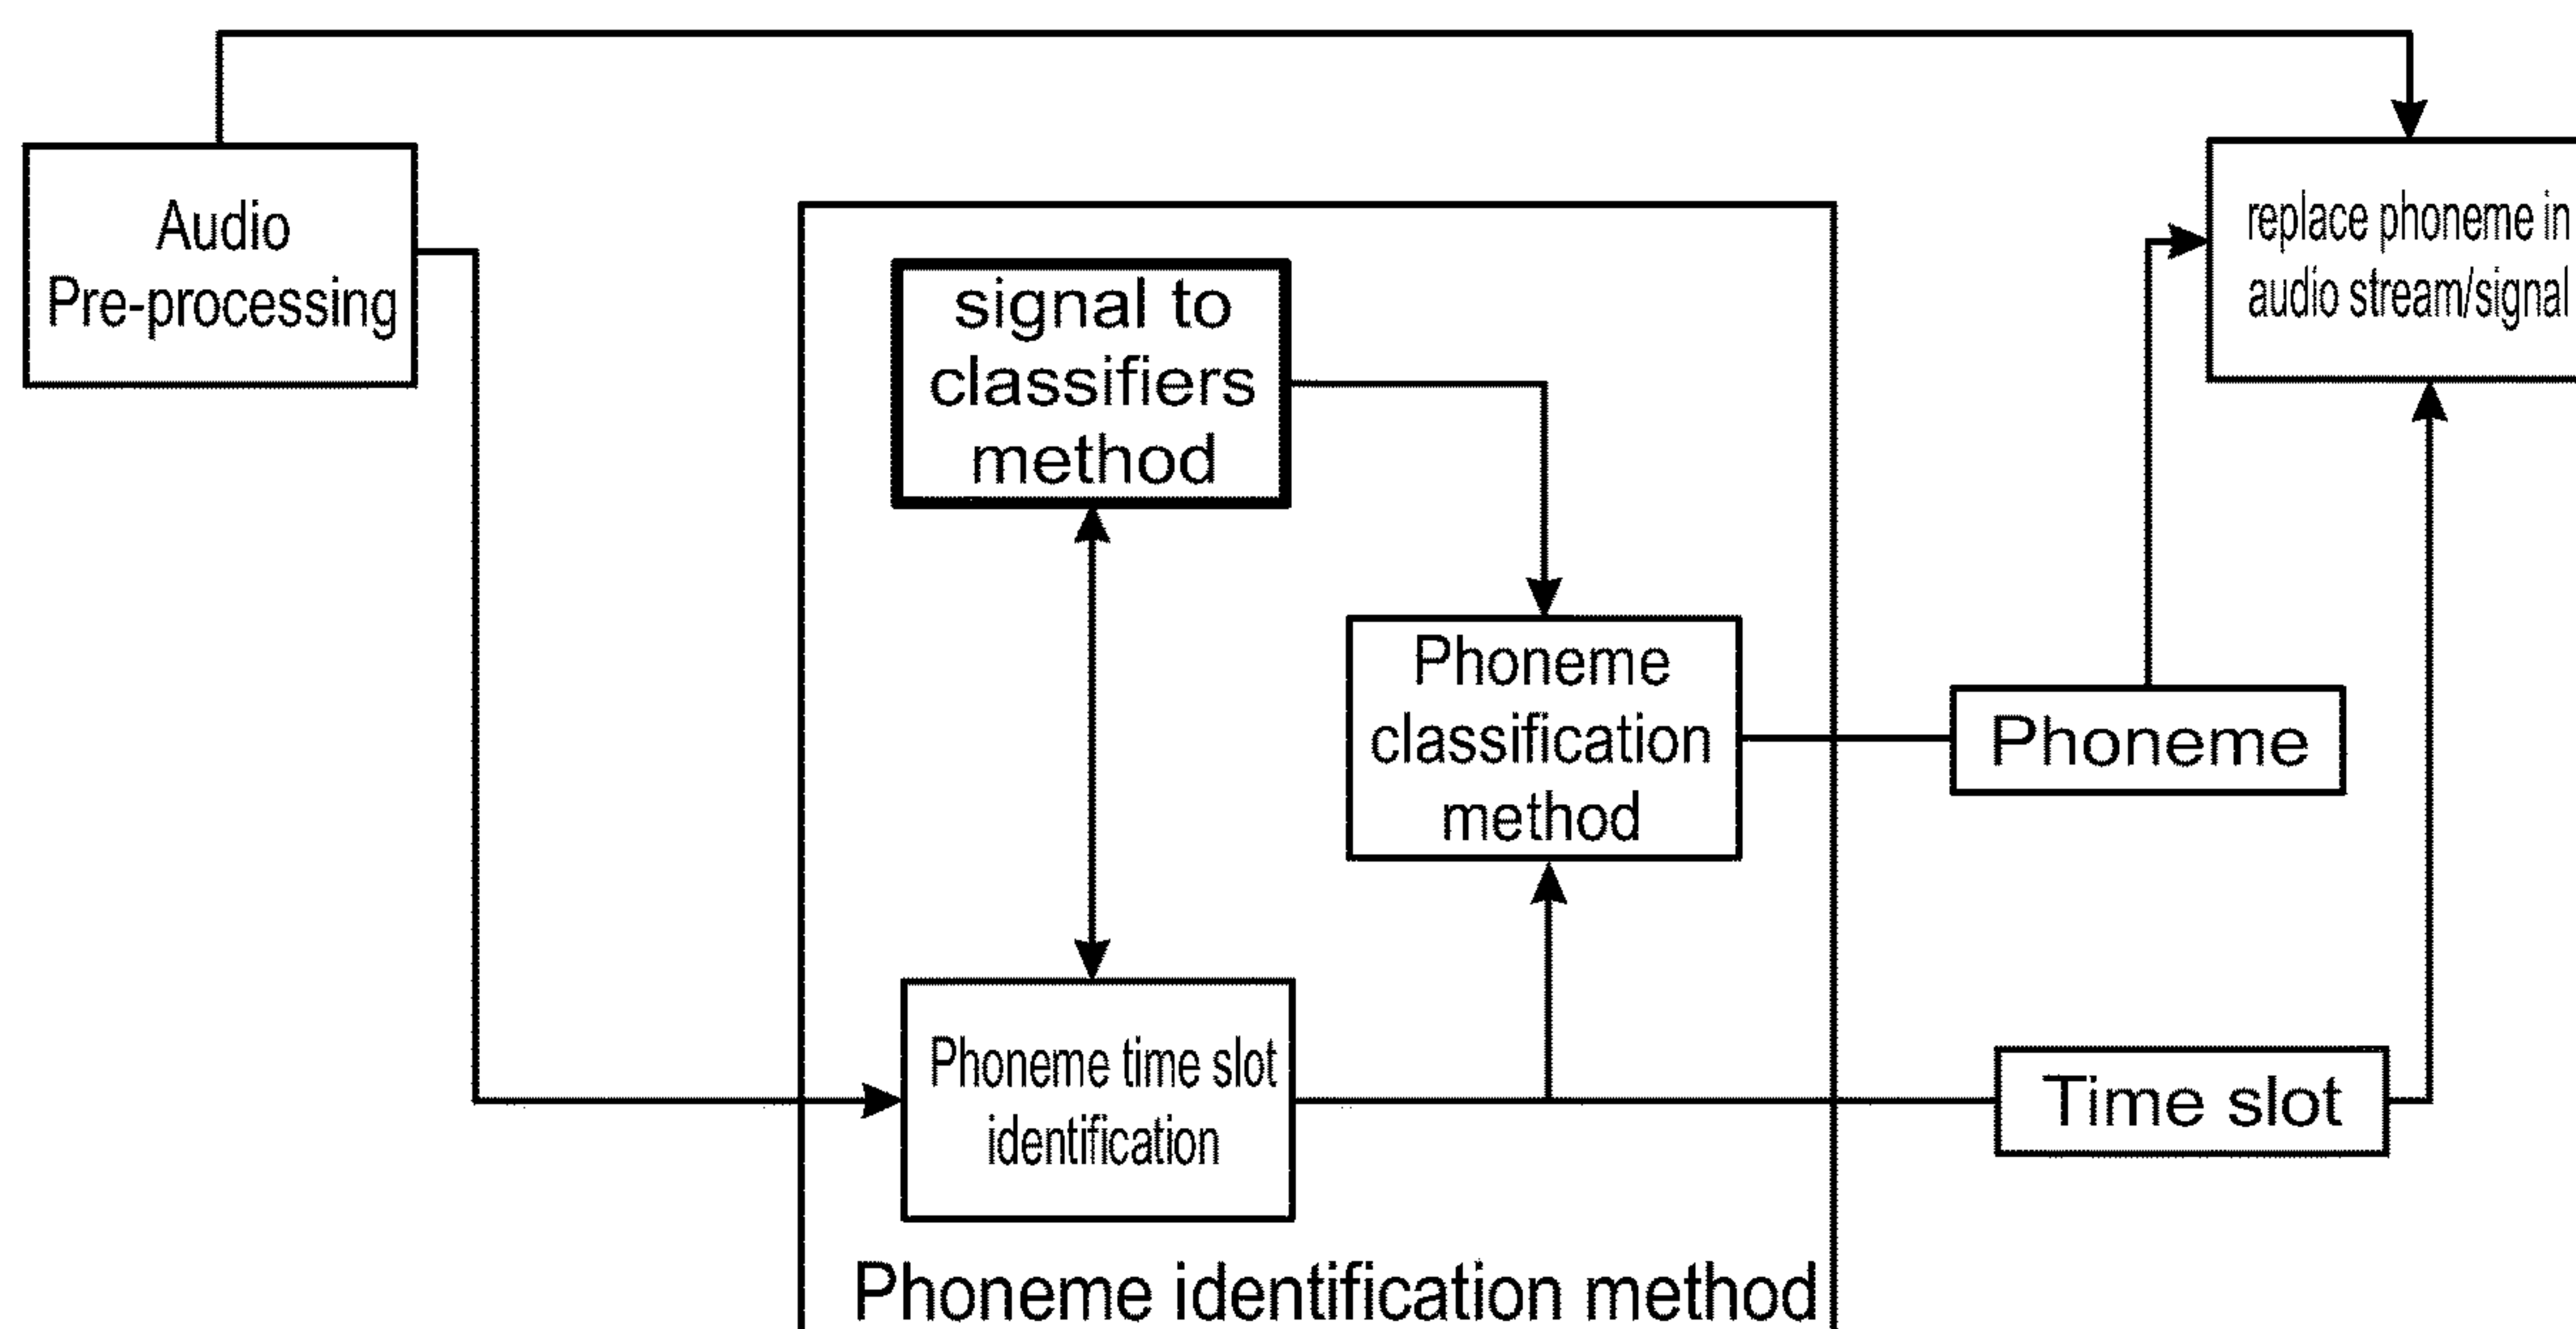 Audio
Pre-processing
signal to
classifiers
method
replace phoneme in
audio stream/signal
Phoneme
classification
method
Phoneme
Phoneme time slot
identification
Time slot
Phoneme identification method